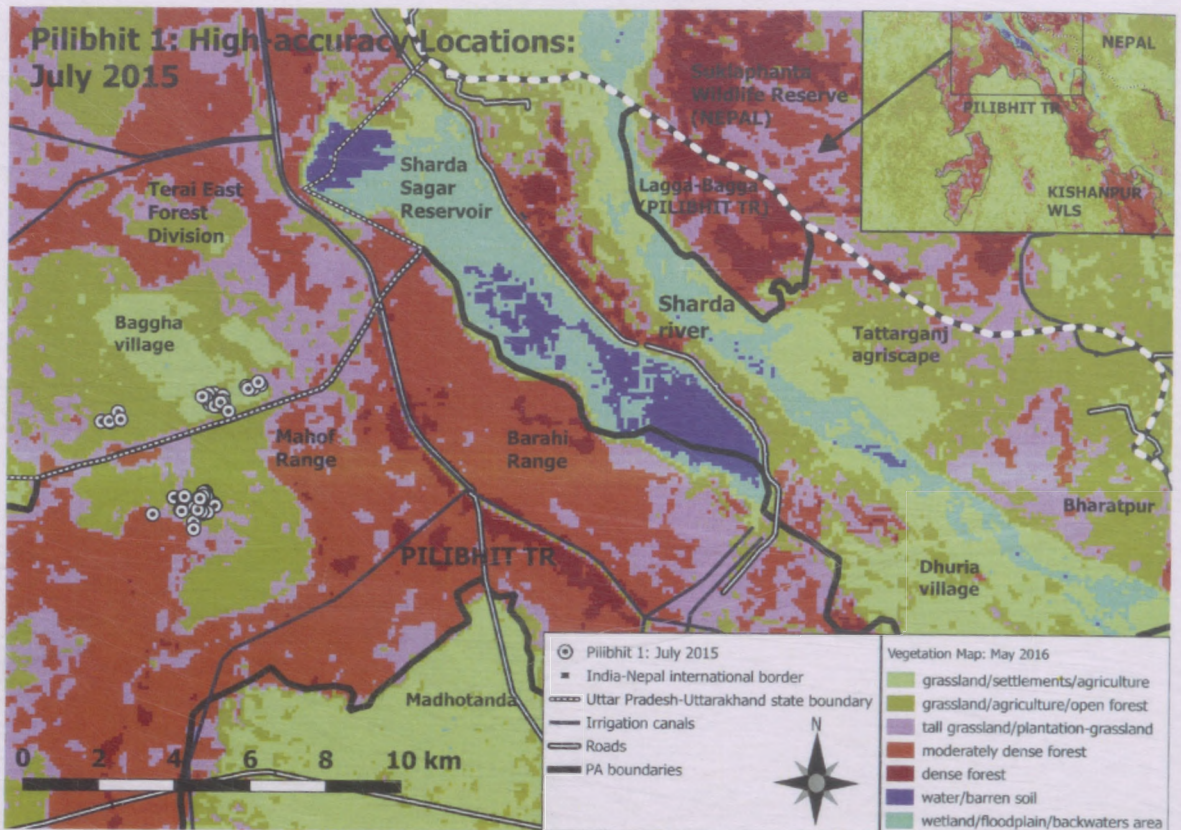 Pilibhit 1: High-accuracy Locations:
July 2015
NEPAL
PILIBHIT TR
KISHANPUR
WLS
Suklaphanta
Wildlife Reserve
(NEPAL)
Sharda
Sagar
Reservoir
Terai East
Forest
Division
Lagga-Bagga
(PILIBHIT TR)
Sharda
river
Tattarganj
agriscape
Baggha
village
Mahof
Range
Barahi
Range
Bharatpur
PILIBHIT TR
Dhuria
village
Madhotanda
0 2 4 6 8 10 km
Pilibhit 1: July 2015
India-Nepal international border
Uttar Pradesh-Uttarakhand state boundary
Irrigation canals
Roads
PA boundaries
N
Vegetation Map: May 2016
grassland/settlements/agriculture
grassland/agriculture/open forest
tall grassland/plantation-grassland
moderately dense forest
dense forest
water/barren soil
wetland/floodplain/backwaters area